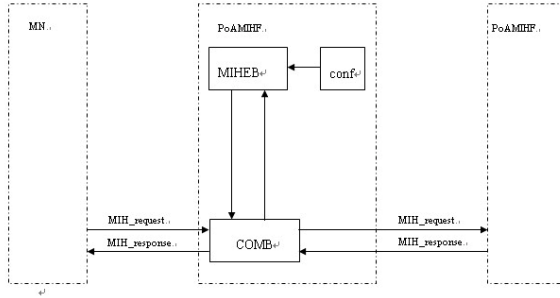 MN
PoAMIHF
PoAMIHF
MIHEB
conf
MIH_request
MIH_request
MIH_response
COMB
MIH_response